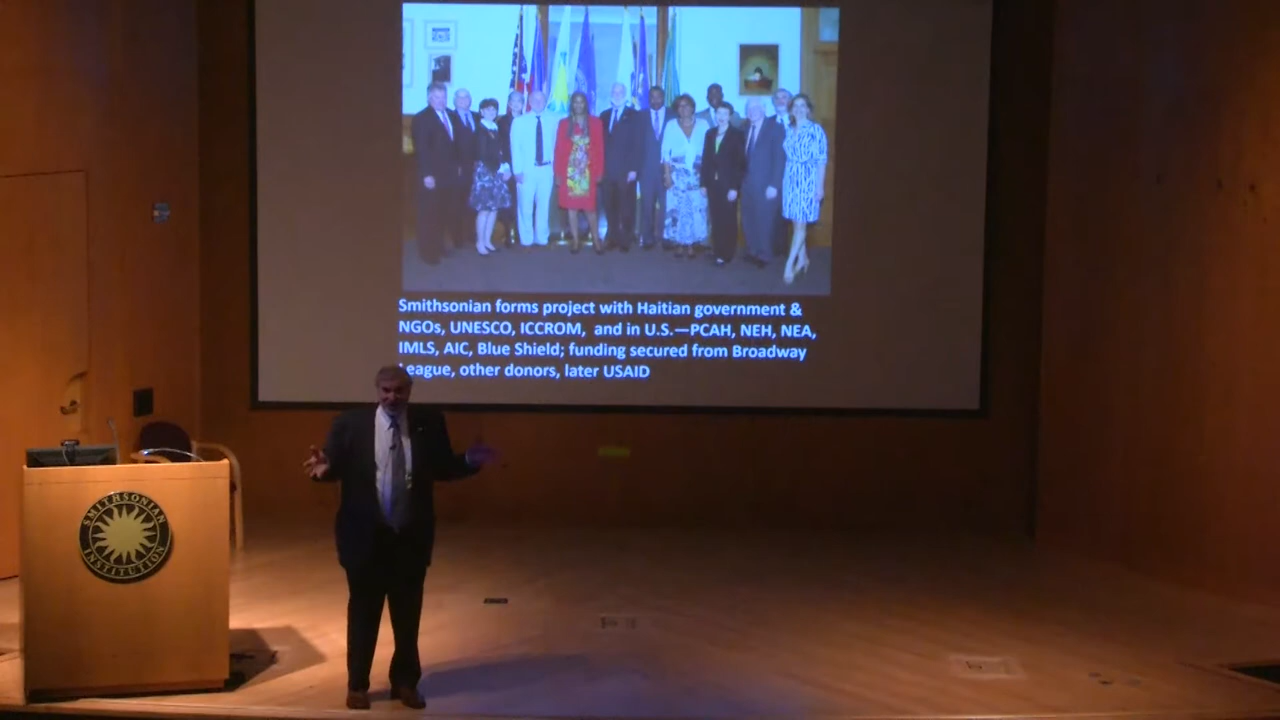 Smithsonian forms project with Haitian government &
NGOs, UNESCO, ICCROM,  and in U.S.—PCAH, NEH, NEA,
IMLS, AIC, Blue Shield; funding secured from Broadway
League, other donors, later USAID
SMITHSONIAN
INSTITUTION